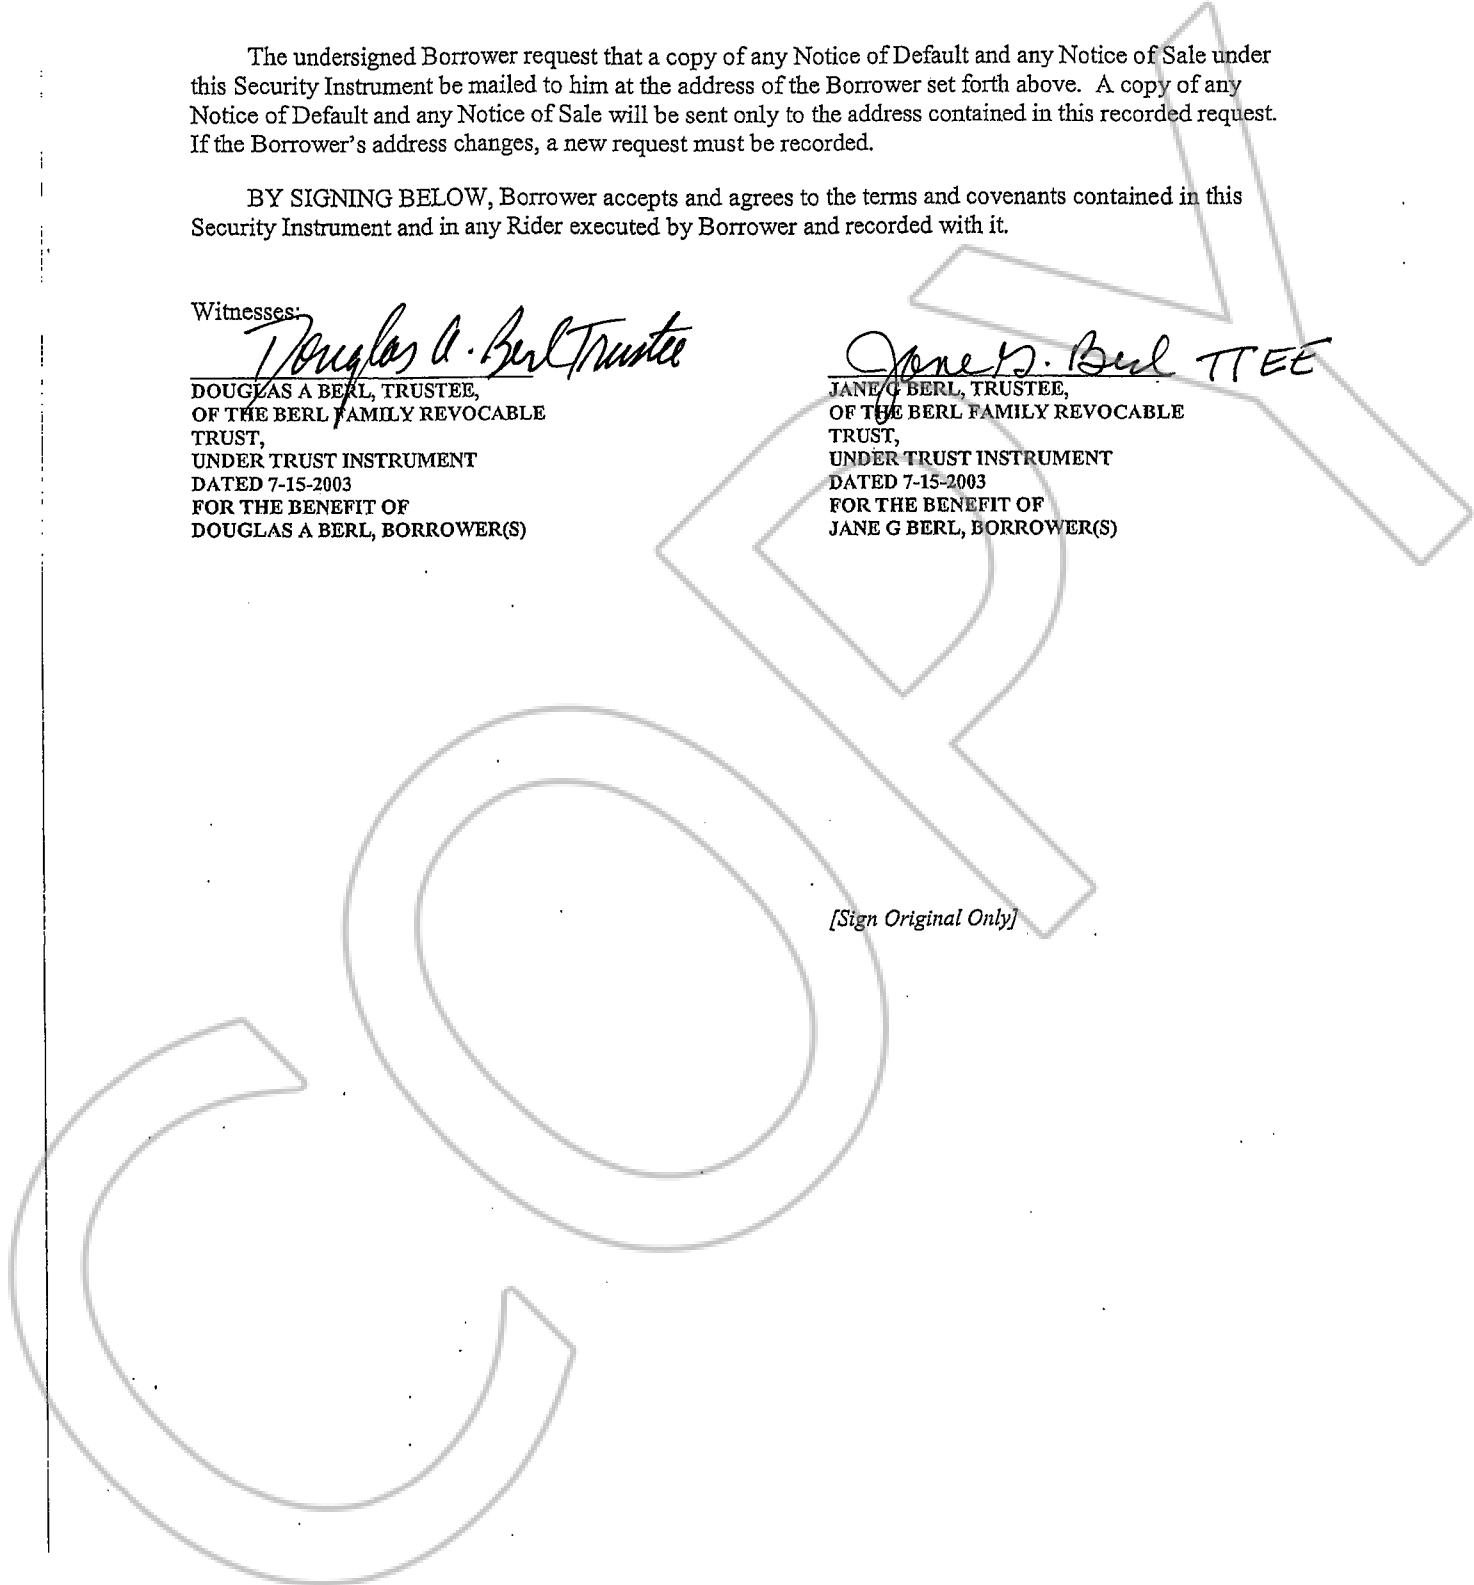 The undersigned Borrower request that a copy of any Notice of Default and any Notice of Sale under
this Security Instrument be mailed to him at the address of the Borrower set forth above. A copy of any
Notice of Default and any Notice of Sale will be sent only to the address contained in this recorded request.
If the Borrower's address changes, a new request must be recorded.
BY SIGNING BELOW, Borrower accepts and agrees to the terms and covenants contained in this
Security Instrument and in any Rider executed by Borrower and recorded with it.
Witnesses:
Douglas A. Berl Trustee
DOUGLAS A BERL, TRUSTEE,
OF THE BERL FAMILY REVOCABLE
TRUST,
UNDER TRUST INSTRUMENT
DATED 7-15-2003
FOR THE BENEFIT OF
DOUGLAS A BERL, BORROWER(S)
Jane G. Berl TTEE
JANE G BERL, TRUSTEE,
OF THE BERL FAMILY REVOCABLE
TRUST,
UNDER TRUST INSTRUMENT
DATED 7-15-2003
FOR THE BENEFIT OF
JANE G BERL, BORROWER(S)
[Sign Original Only]
COPY